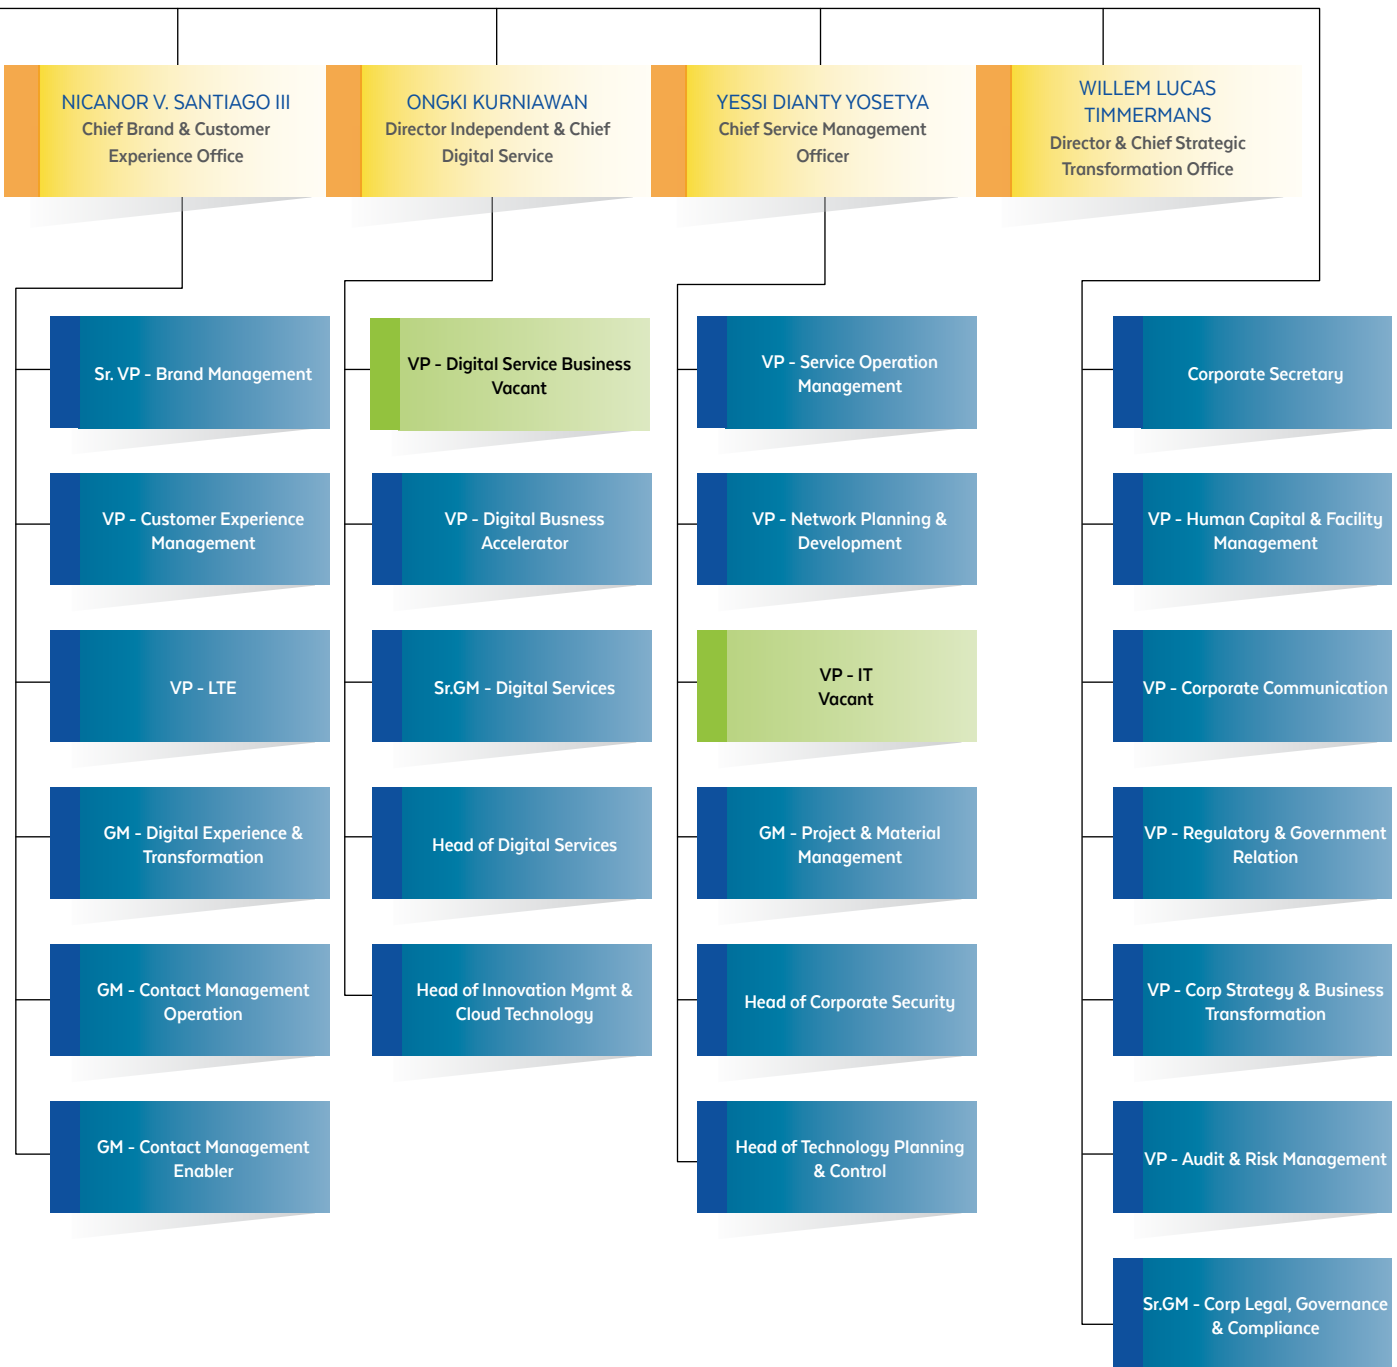 NICANOR V. SANTIAGO III
Chief Brand & Customer
Experience Office
ONGKI KURNIAWAN
Director Independent & Chief
Digital Service
YESSI DIANTY YOSETYA
Chief Service Management
Officer
WILLEM LUCAS
TIMMERMANS
Director & Chief Strategic
Transformation Office
Sr. VP - Brand Management
VP - Customer Experience
Management
VP - LTE
GM - Digital Experience &
Transformation
GM - Contact Management
Operation
GM - Contact Management
Enabler
VP - Digital Service Business
Vacant
VP - Digital Busness
Accelerator
Sr.GM - Digital Services
Head of Digital Services
Head of Innovation Mgmt &
Cloud Technology
VP - Service Operation
Management
VP - Network Planning &
Development
VP - IT
Vacant
GM - Project & Material
Management
Head of Corporate Security
Head of Technology Planning
& Control
Corporate Secretary
VP - Human Capital & Facility
Management
VP - Corporate Communication
VP - Regulatory & Government
Relation
VP - Corp Strategy & Business
Transformation
VP - Audit & Risk Management
Sr.GM - Corp Legal, Governance
& Compliance